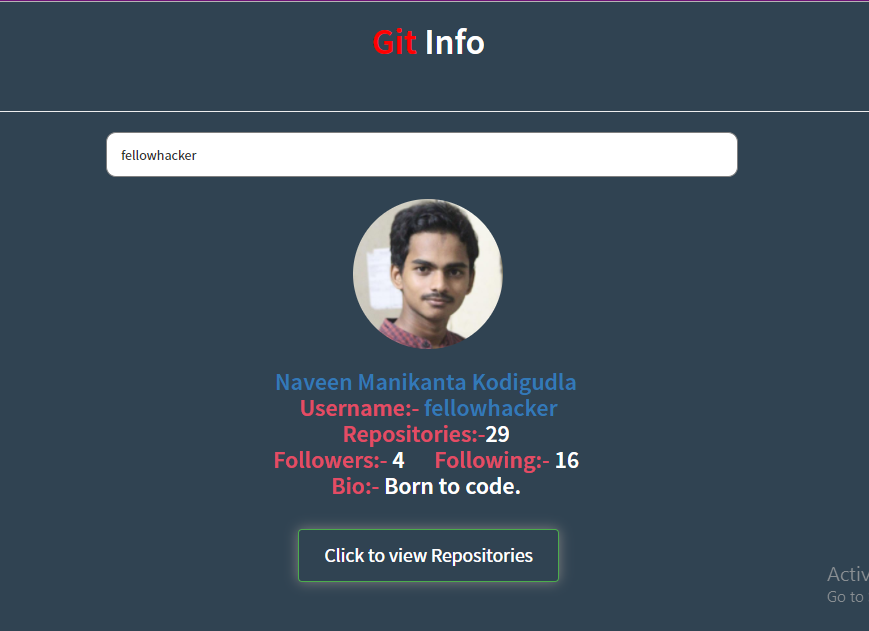 Git Info
fellowhacker
Naveen Manikanta Kodigudla
Username:- fellowhacker
Repositories:-29
Followers:- 4 Following:- 16
Bio:- Born to code.
Click to view Repositories
Activ
Go to